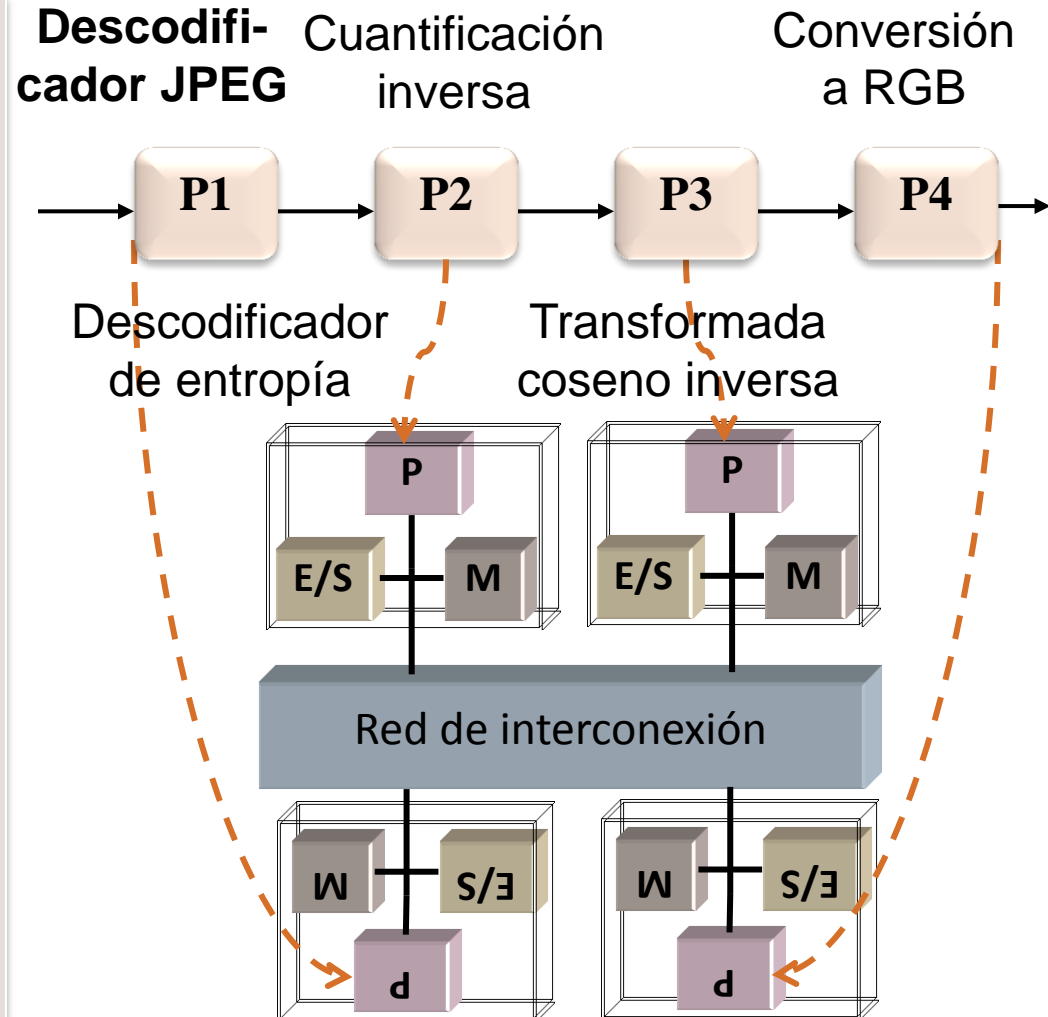 Descodifi-
cador JPEG
Cuantificación
inversa
Conversión
a RGB
P1
P2
P3
P4
Descodificador
de entropía
Transformada
coseno inversa
P
E/S
M
P
E/S
M
Red de interconexión
M
E/S
P
M
E/S
P